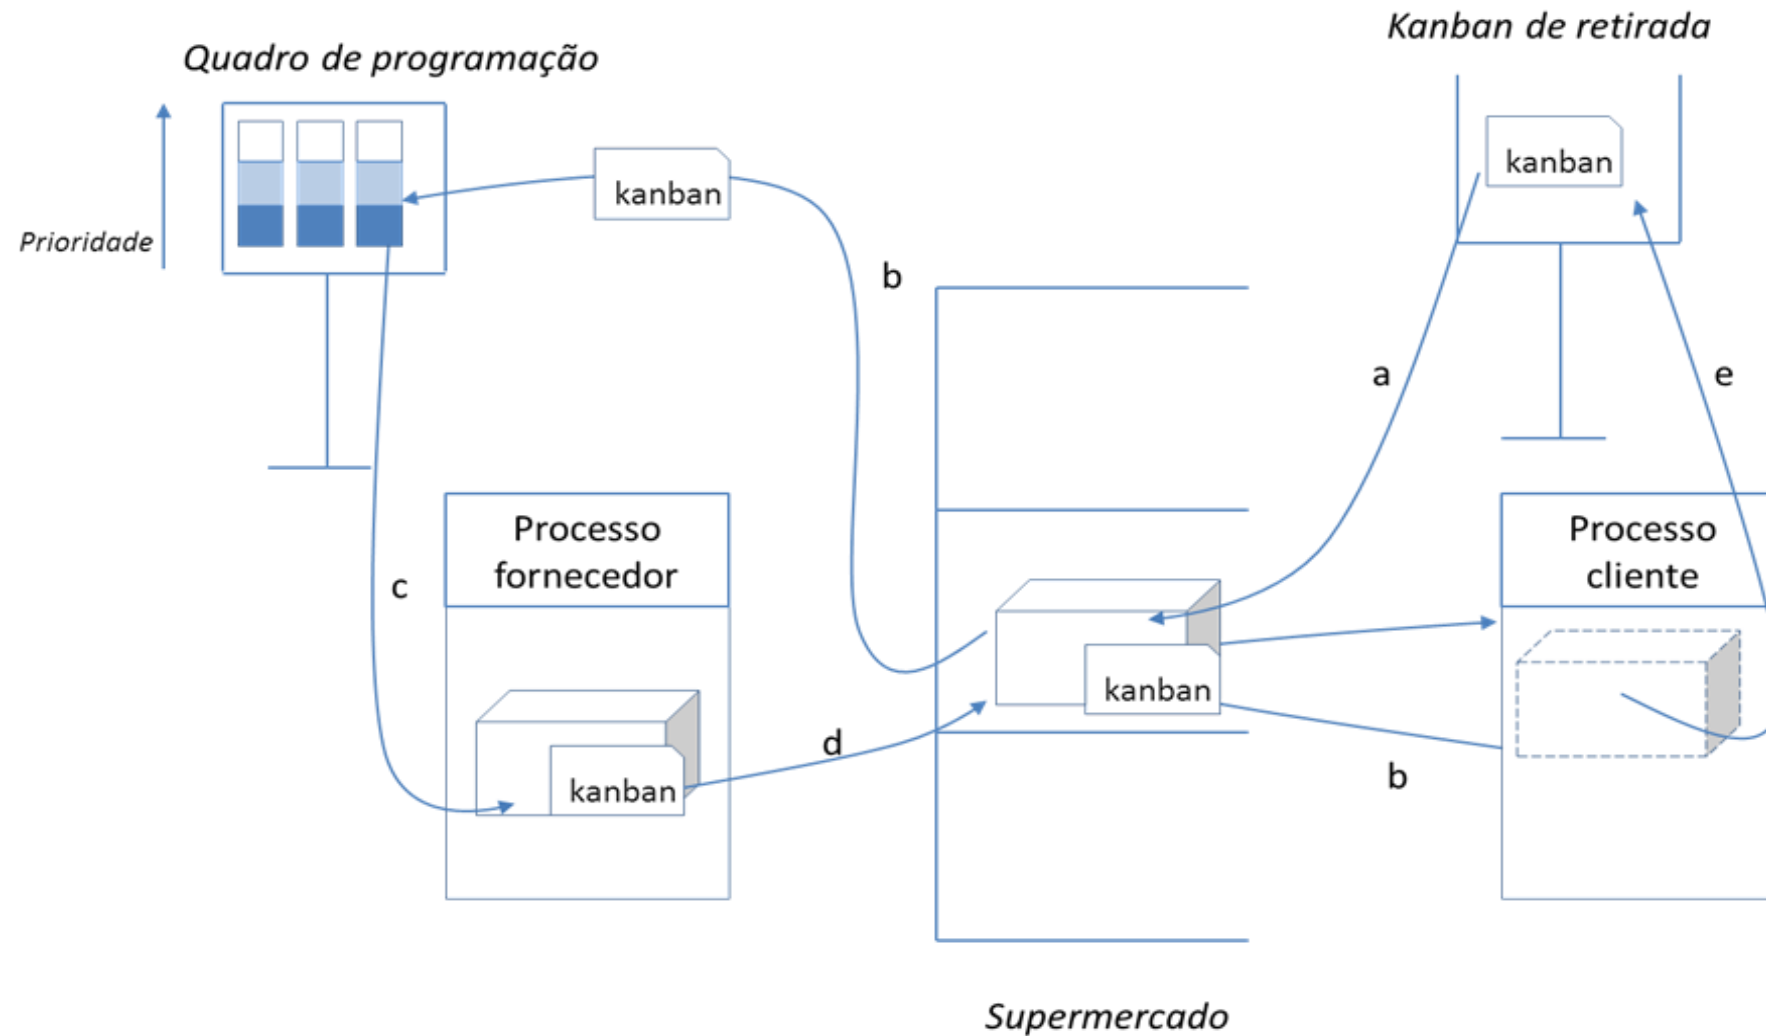 Kanban de retirada
Quadro de programação
kanban
kanban
Prioridade
b
a
e
Processo
fornecedor
Processo
cliente
c
kanban
d
kanban
b
Supermercado